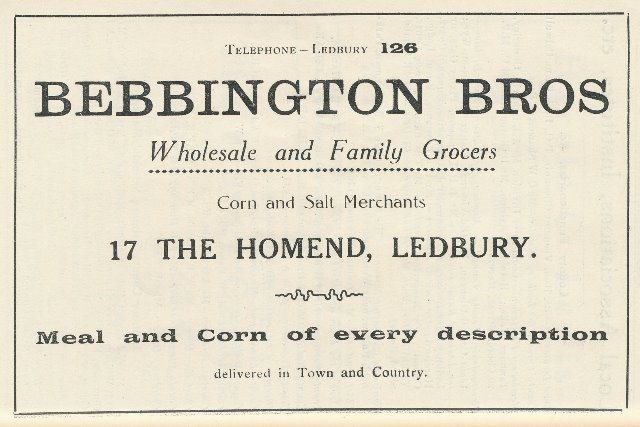 Telephone – Ledbury 126
BEBBINGTON BROS
Wholesale and Family Grocers
Corn and Salt Merchants
17 THE HOMEND, LEDBURY.
Meal and Corn of every description
delivered in Town and Country.